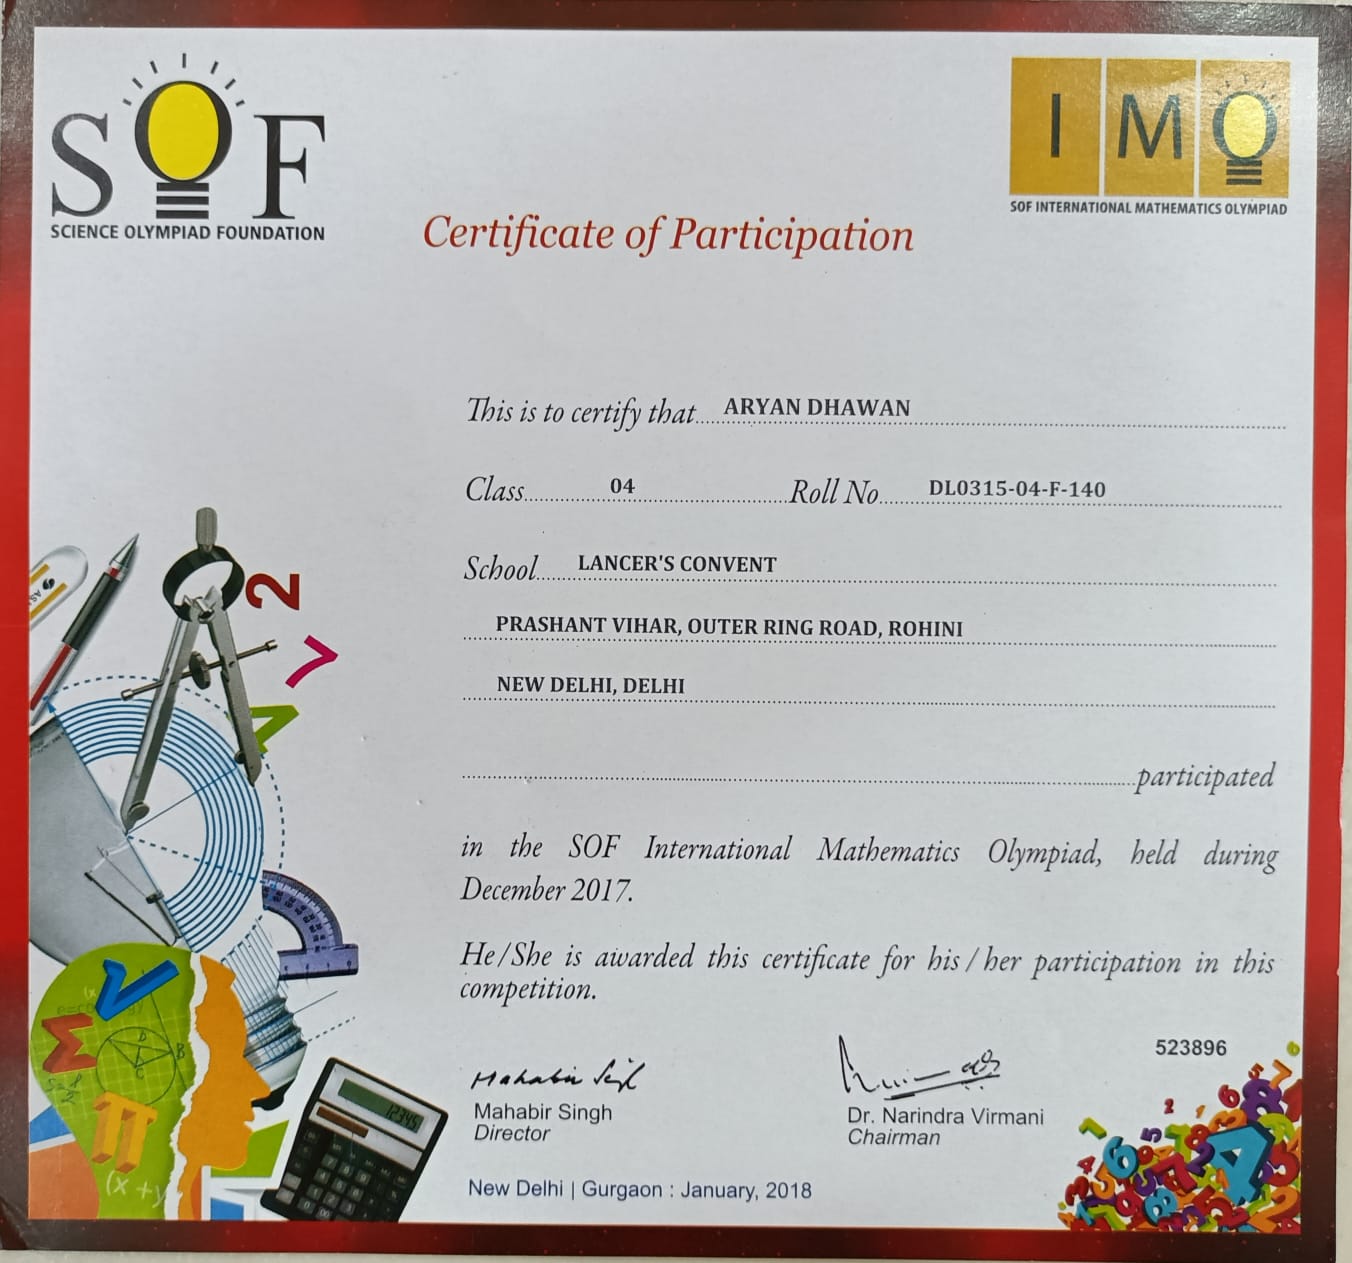 SOF
SCIENCE OLYMPIAD FOUNDATION
IMO
SOF INTERNATIONAL MATHEMATICS OLYMPIAD
Certificate of Participation
This is to certify that ARYAN DHAWAN
Class 04 Roll No DL0315-04-F-140
School LANCER'S CONVENT
PRASHANT VIHAR, OUTER RING ROAD, ROHINI
NEW DELHI, DELHI
participated
in the SOF International Mathematics Olympiad, held during
December 2017.
He/She is awarded this certificate for his/her participation in this
competition.
523896
Mahabir Singh
Mahabir Singh
Director
Dr. Narindra Virmani
Chairman
New Delhi | Gurgaon : January, 2018
12345
(x +y